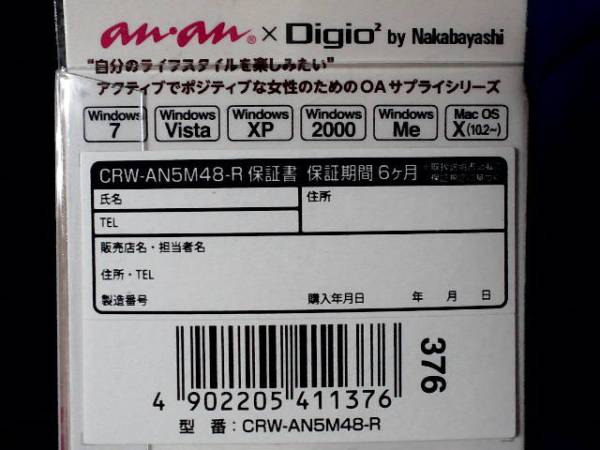 an・an® × Digio² by Nakabayashi
"自分のライフスタイルを楽しみたい"
アクティブでポジティブな女性のためのOAサプライシリーズ
Windows 7 Windows Vista Windows XP Windows 2000 Windows Me Mac OS X(10.2~)
CRW-AN5M48-R 保証書 保証期間 6ヶ月
氏名 住所
TEL
販売店名・担当者名
住所・TEL
製造番号 購入年月日 年 月 日
376
4 902205 411376
型 番:CRW-AN5M48-R